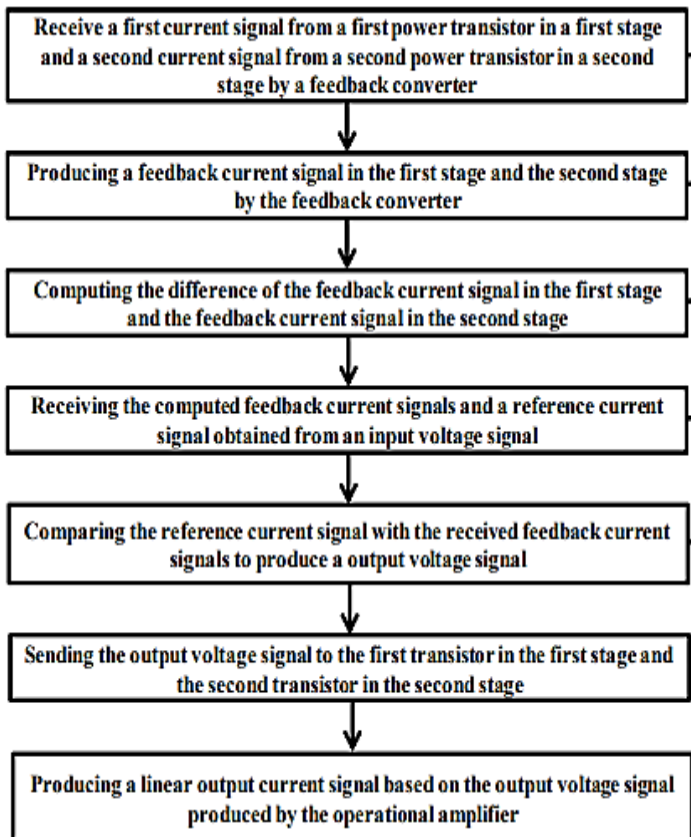 Receive a first current signal from a first power transistor in a first stage
and a second current signal from a second power transistor in a second
stage by a feedback converter
Producing a feedback current signal in the first stage and the second stage
by the feedback converter
Computing the difference of the feedback current signal in the first stage
and the feedback current signal in the second stage
Receiving the computed feedback current signals and a reference current
signal obtained from an input voltage signal
Comparing the reference current signal with the received feedback current
signals to produce a output voltage signal
Sending the output voltage signal to the first transistor in the first stage and
the second transistor in the second stage
Producing a linear output current signal based on the output voltage signal
produced by the operational amplifier